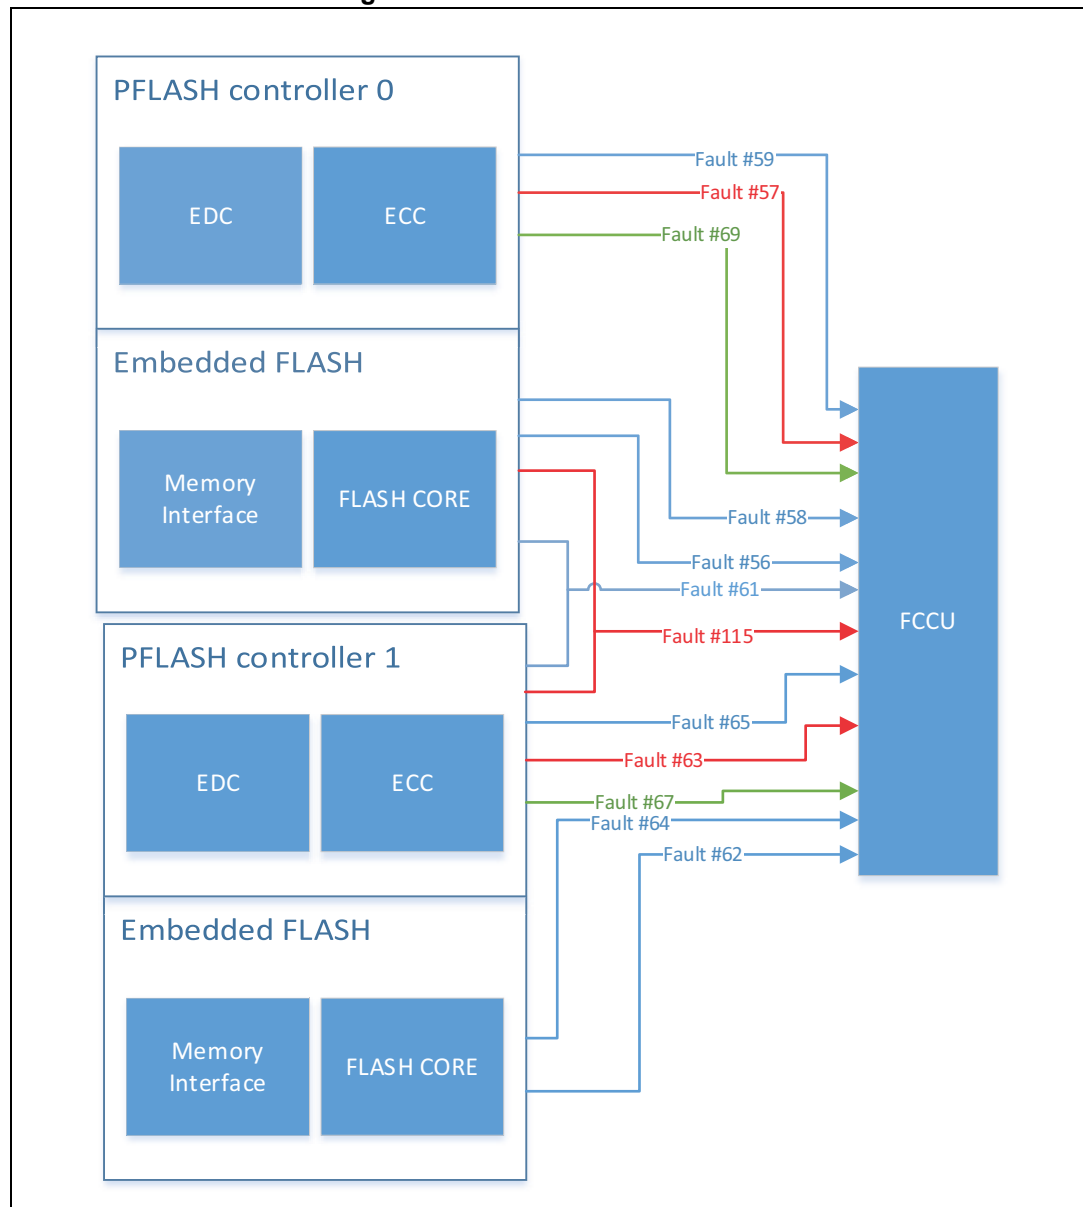 PFLASH controller 0
EDC
ECC
Fault #59
Fault #57
Fault #69
Embedded FLASH
Memory
Interface
FLASH CORE
Fault #58
Fault #56
Fault #61
Fault #115
FCCU
PFLASH controller 1
EDC
ECC
Fault #65
Fault #63
Fault #67
Fault #64
Fault #62
Embedded FLASH
Memory
Interface
FLASH CORE